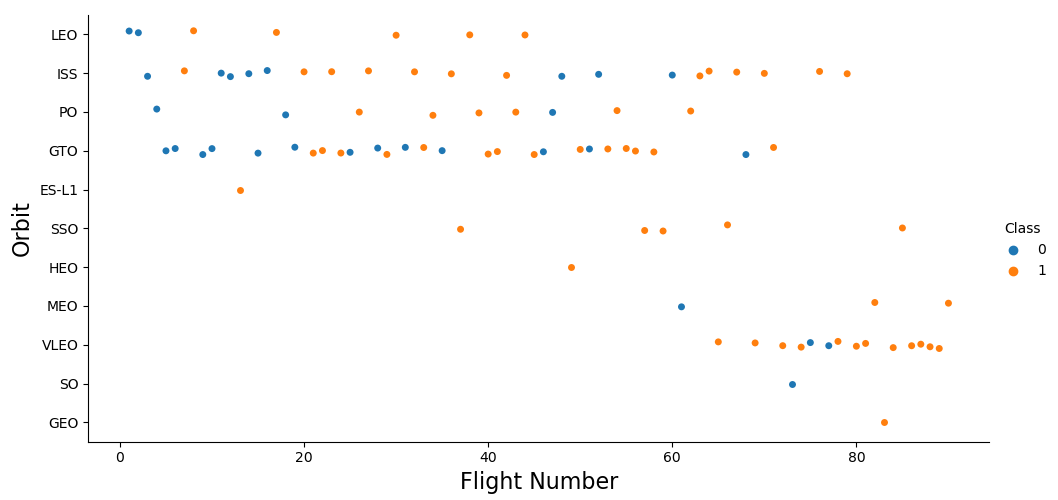 LEO
ISS
PO
GTO
ES-L1
SSO
HEO
MEO
VLEO
SO
GEO
Orbit
0
20
40
60
80
Flight Number
Class
0
1